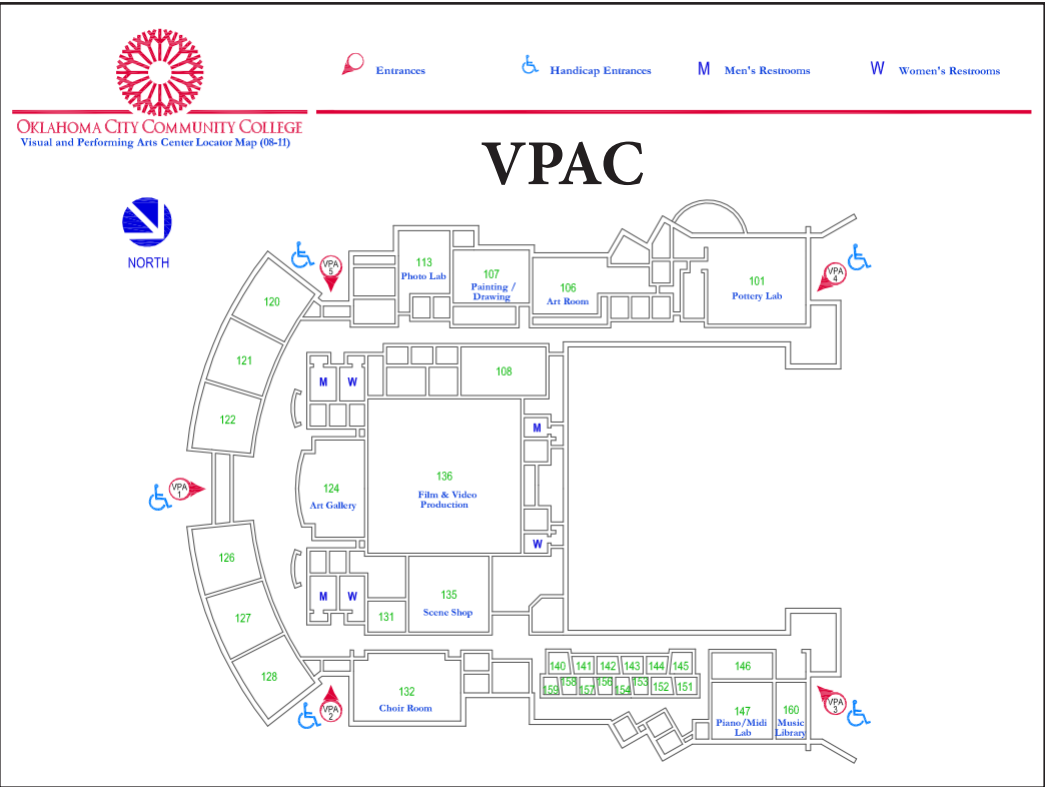 Entrances
Handicap Entrances
M Men's Restrooms
W Women's Restrooms
OKLAHOMA CITY COMMUNITY COLLEGE
Visual and Performing Arts Center Locator Map (08-11)
VPAC
NORTH
VPA
5
113
Photo Lab
107
Painting /
Drawing
106
Art Room
101
Pottery Lab
VPA
4
120
121
122
M
W
108
M
VPA
1
124
Art Gallery
136
Film & Video
Production
W
126
127
128
M
W
131
135
Scene Shop
VPA
2
132
Choir Room
140
141
142
143
144
145
146
159
158
157
156
154
153
152
151
147
Piano/Midi
Lab
160
Music
Library
VPA
3